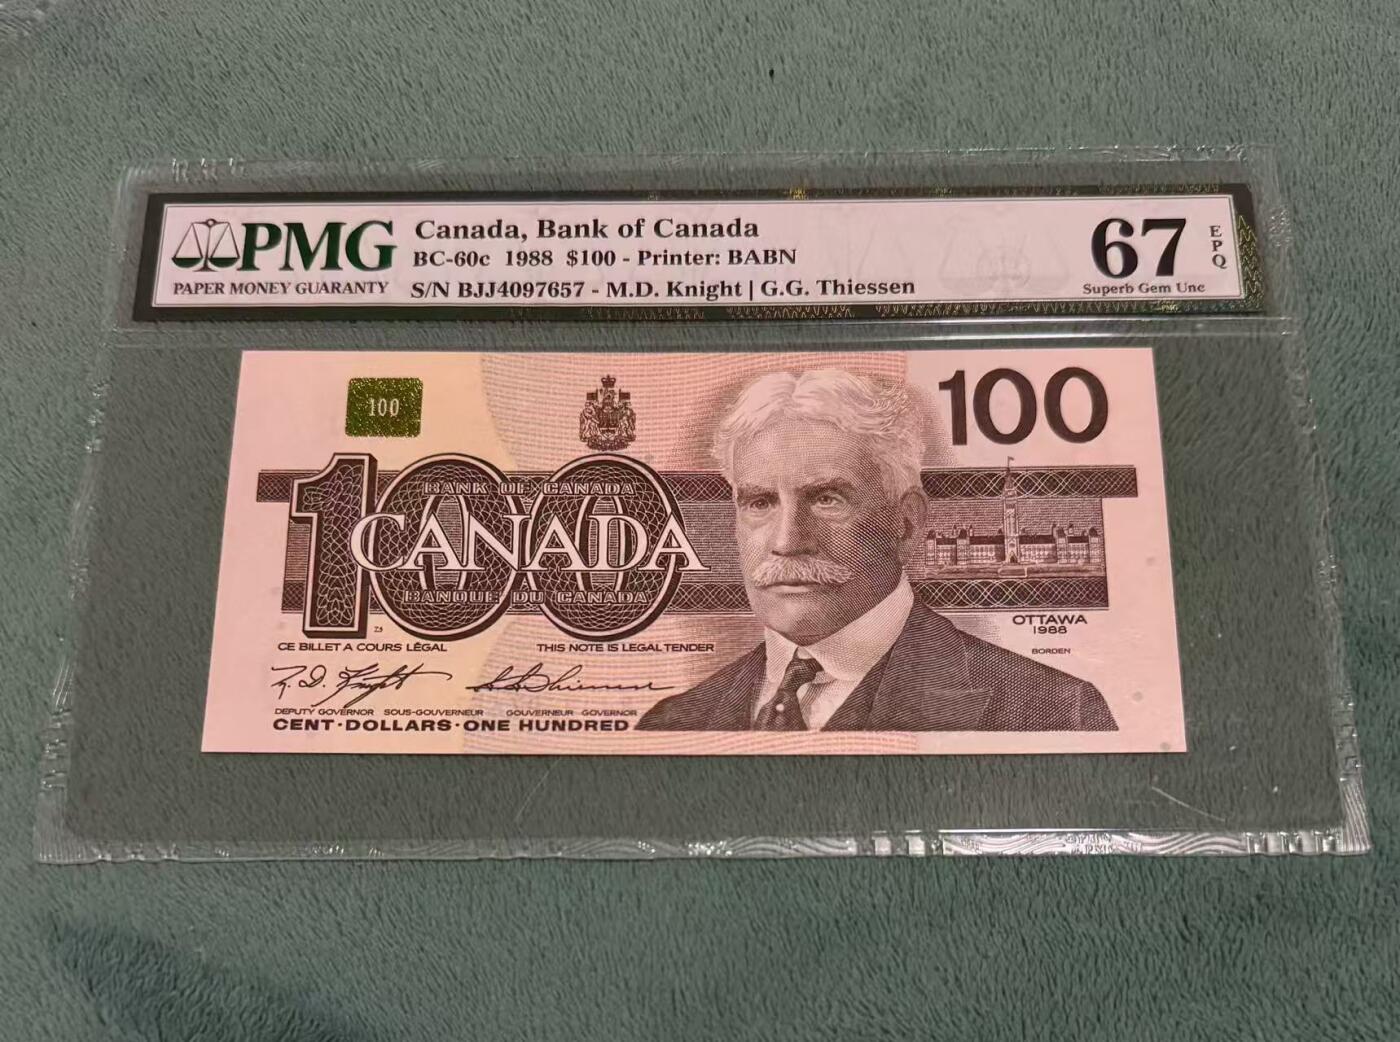 PMG
PAPER MONEY GUARANTY
Canada, Bank of Canada
BC-60c 1988 $100 - Printer: BABN
S/N BJJ4097657 - M.D. Knight | G.G. Thiessen
67
EPQ
Superb Gem Unc
100
100
100
BANK OF CANADA
CANADA
BANQUE DU CANADA
CE BILLET A COURS LÉGAL
THIS NOTE IS LEGAL TENDER
OTTAWA
1988
BORDEN
DEPUTY GOVERNOR SOUS-GOUVERNEUR
GOUVERNEUR GOVERNOR
CENT·DOLLARS·ONE HUNDRED